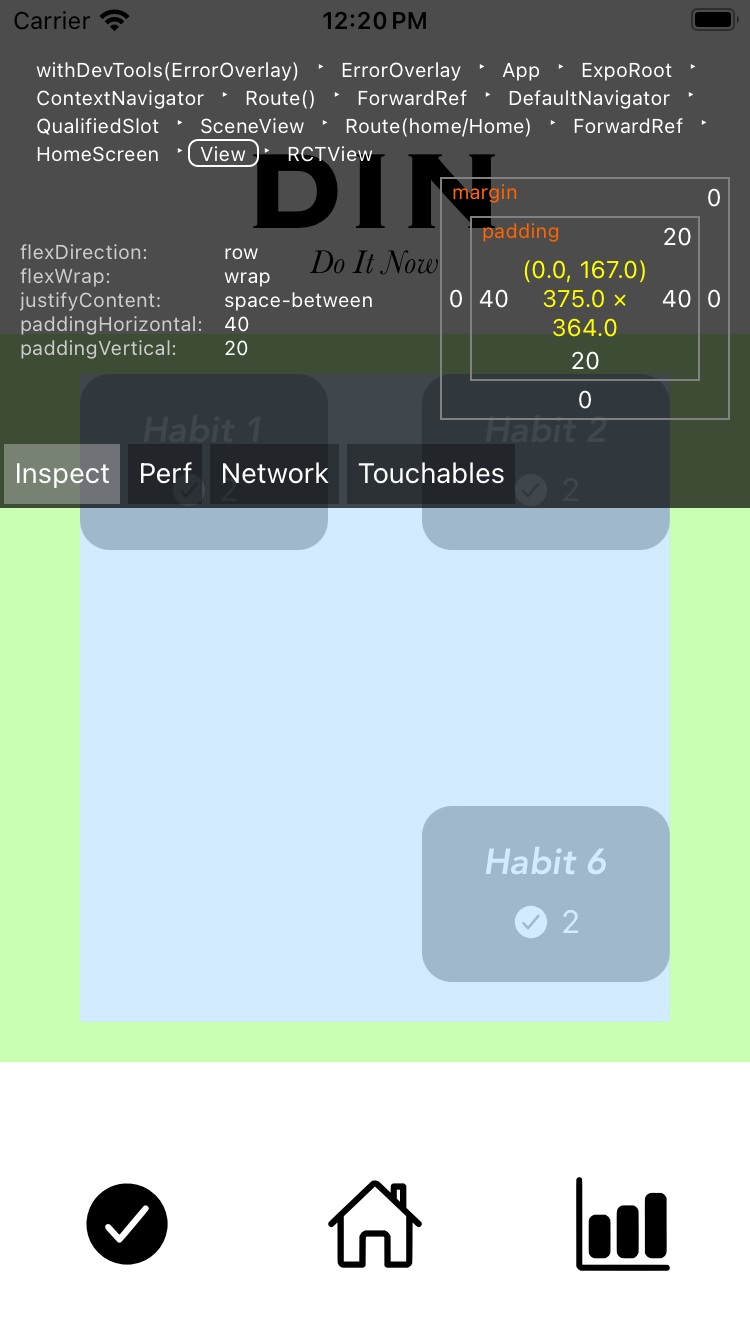 Carrier 12:20 PM
withDevTools(ErrorOverlay) ‣ ErrorOverlay ‣ App ‣ ExpoRoot ‣
ContextNavigator ‣ Route() ‣ ForwardRef ‣ DefaultNavigator ‣
QualifiedSlot ‣ SceneView ‣ Route(home/Home) ‣ ForwardRef ‣
HomeScreen ‣ View ‣ RCTView
DIN
Do It Now
flexDirection: row
flexWrap: wrap
justifyContent: space-between
paddingHorizontal: 40
paddingVertical: 20
margin 0
padding 20
0 40 (0.0, 167.0) 40 0
375.0 ×
364.0
20
0
Habit 1 Habit 2
2 2
Inspect Perf Network Touchables
Habit 6
2